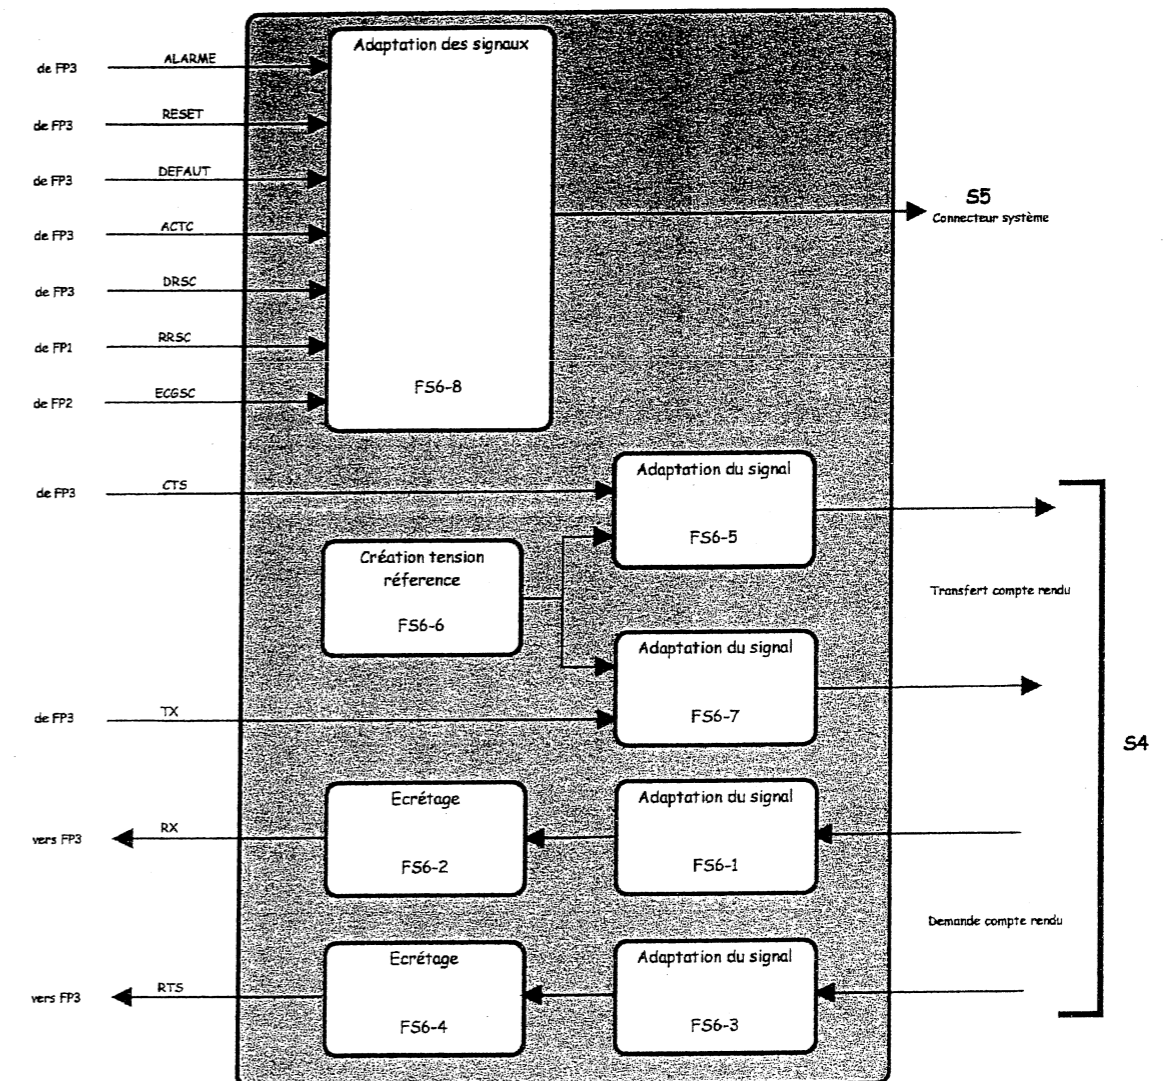 Adaptation des signaux
de FP3
ALARME
de FP3
RESET
de FP3
DEFAUT
de FP3
ACTC
de FP3
DRSC
de FP1
RRSC
de FP2
ECGSC
FS6-8
S5
Connecteur système
de FP3
CTS
Adaptation du signal
FS6-5
Création tension
réference
FS6-6
Transfert compte rendu
Adaptation du signal
FS6-7
de FP3
TX
S4
Ecrétage
FS6-2
vers FP3
RX
Adaptation du signal
FS6-1
Demande compte rendu
Ecrétage
FS6-4
vers FP3
RTS
Adaptation du signal
FS6-3